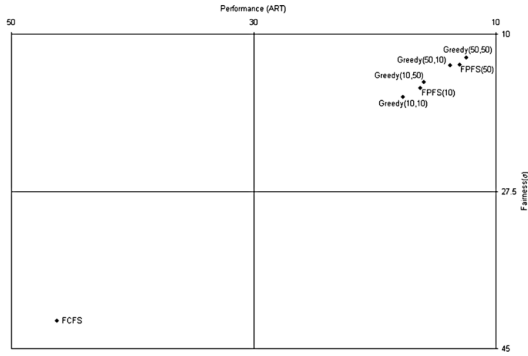 Performance (ART)
50 30 10
10
Greedy(50,50)
Greedy(50,10)
FPFS(50)
Greedy(10,50)
FPFS(10)
Greedy(10,10)
27.5
Fairness(σ)
FCFS
45